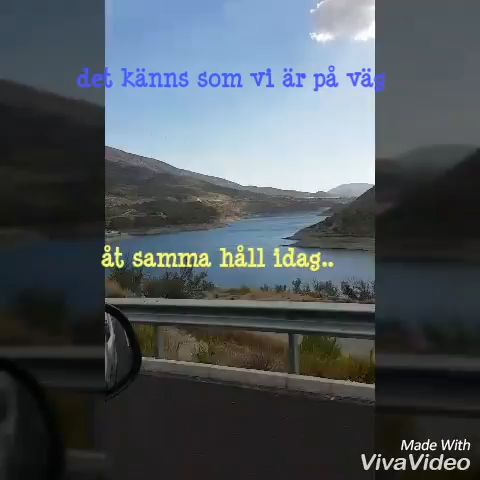 det känns som vi är på väg
åt samma håll idag..
Made With
VivaVideo